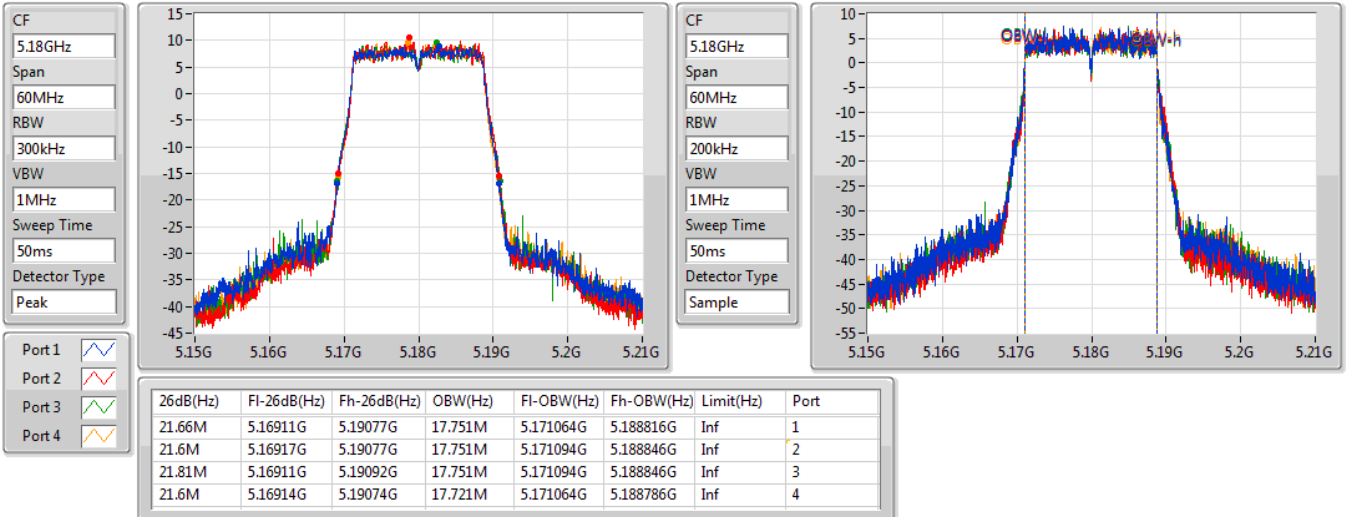 CF
5.18GHz
Span
60MHz
RBW
300kHz
VBW
1MHz
Sweep Time
50ms
Detector Type
Peak
15
10
5
0
-5
-10
-15
-20
-25
-30
-35
-40
-45
5.15G 5.16G 5.17G 5.18G 5.19G 5.2G 5.21G
CF
5.18GHz
Span
60MHz
RBW
200kHz
VBW
1MHz
Sweep Time
50ms
Detector Type
Sample
10
5
0
-5
-10
-15
-20
-25
-30
-35
-40
-45
-50
-55
OBW-h
5.15G 5.16G 5.17G 5.18G 5.19G 5.2G 5.21G
Port 1
Port 2
Port 3
Port 4
26dB(Hz) Fl-26dB(Hz) Fh-26dB(Hz) OBW(Hz) Fl-OBW(Hz) Fh-OBW(Hz) Limit(Hz) Port
21.66M 5.16911G 5.19077G 17.751M 5.171064G 5.188816G Inf 1
21.6M 5.16917G 5.19077G 17.751M 5.171094G 5.188846G Inf 2
21.81M 5.16911G 5.19092G 17.751M 5.171094G 5.188846G Inf 3
21.6M 5.16914G 5.19074G 17.721M 5.171064G 5.188786G Inf 4